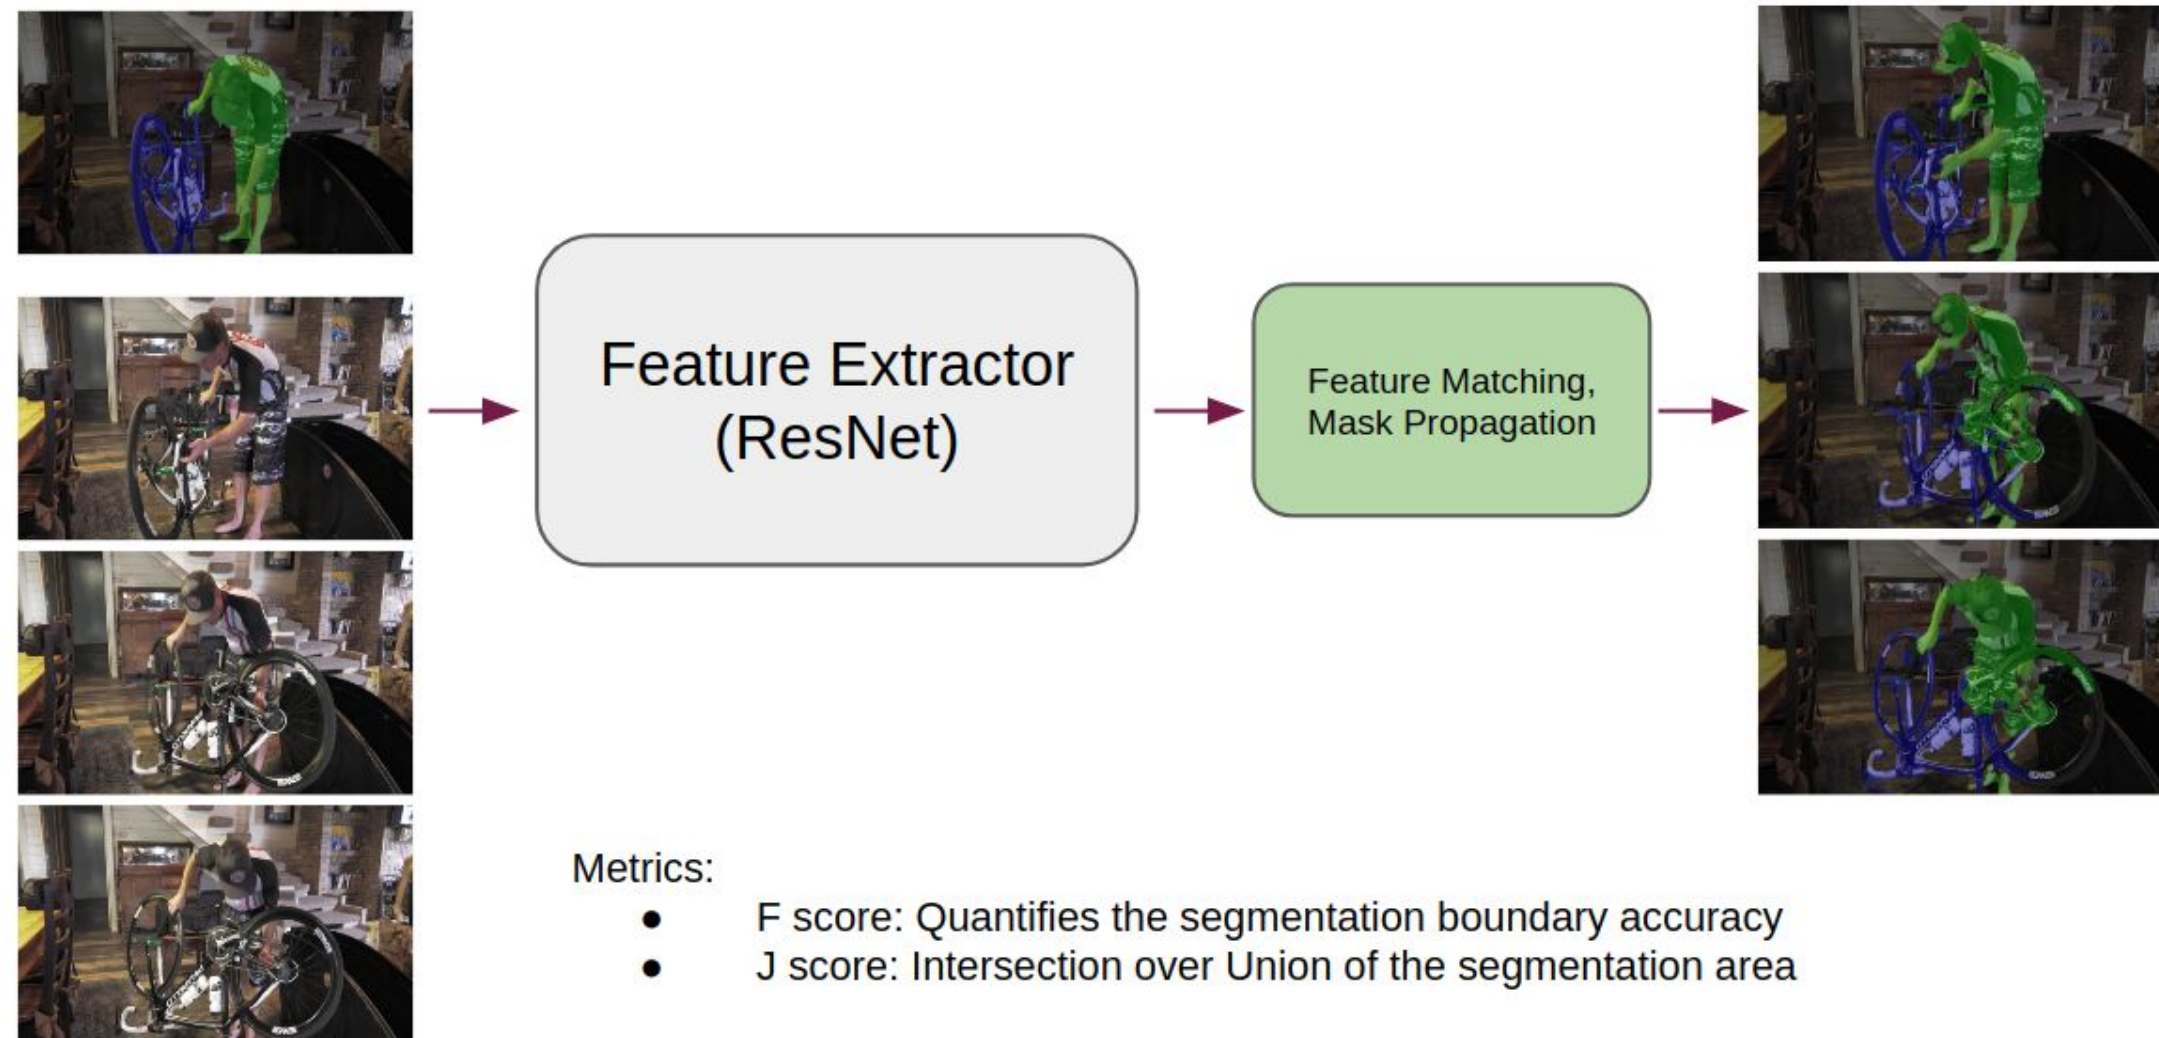 Feature Extractor
(ResNet)
Feature Matching,
Mask Propagation
Metrics:
● F score: Quantifies the segmentation boundary accuracy
● J score: Intersection over Union of the segmentation area